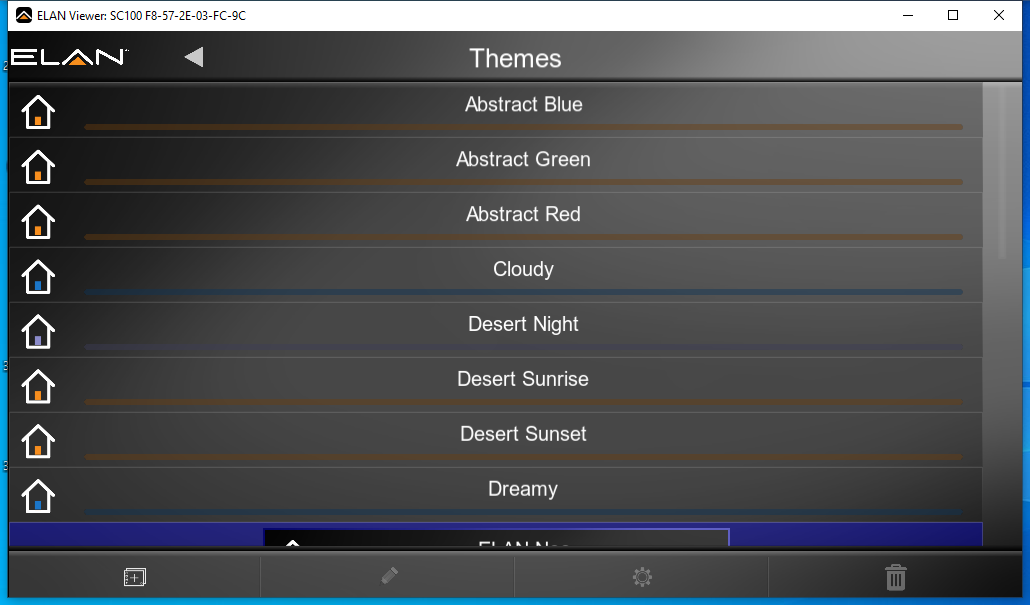 ELAN Viewer: SC100 F8-57-2E-03-FC-9C
ELAN
Themes
Abstract Blue
Abstract Green
Abstract Red
Cloudy
Desert Night
Desert Sunrise
Desert Sunset
Dreamy
ELAN